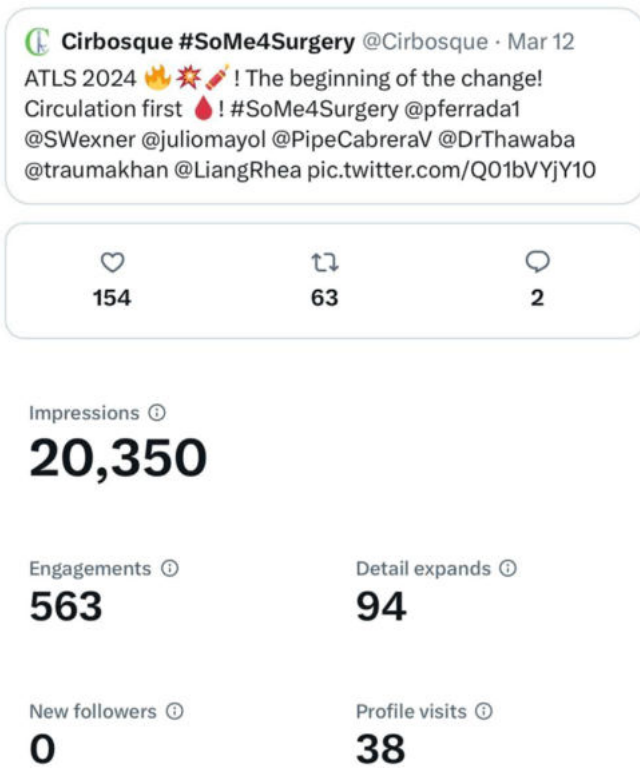 Cirbosque #SoMe4Surgery @Cirbosque · Mar 12
ATLS 2024 🔥💥🧨! The beginning of the change!
Circulation first 🩸! #SoMe4Surgery @pferrada1
@SWexner @juliomayol @PipeCabreraV @DrThawaba
@traumakhan @LiangRhea pic.twitter.com/Q01bVYjY10
154 63 2
Impressions
20,350
Engagements Detail expands
563 94
New followers Profile visits
0 38